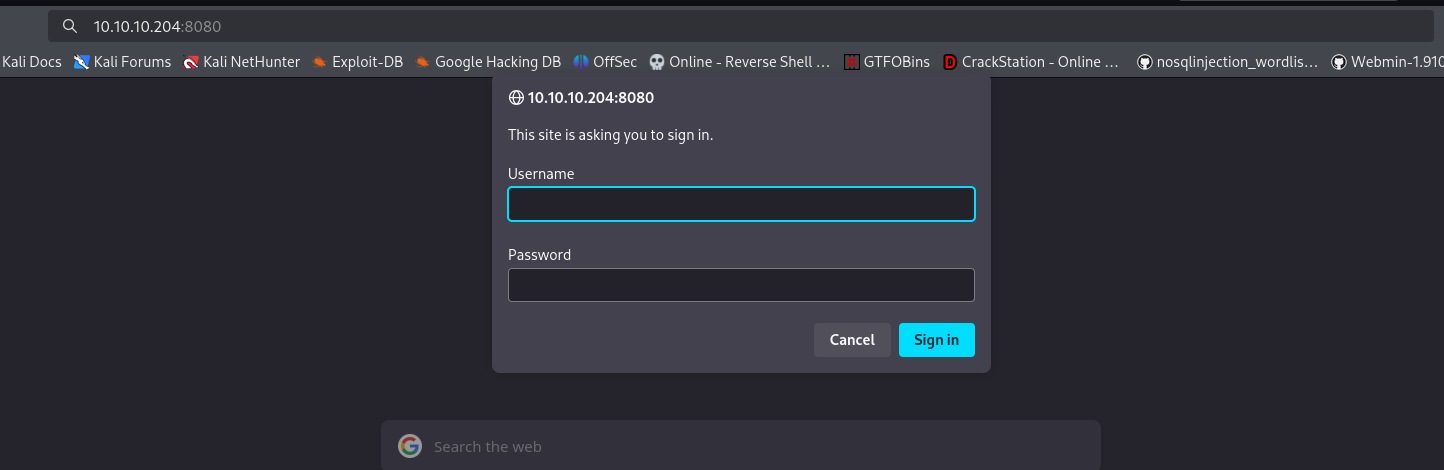 10.10.10.204:8080
Kali Docs Kali Forums Kali NetHunter Exploit-DB Google Hacking DB OffSec Online - Reverse Shell ... GTFOBins CrackStation - Online ... nosqlinjection_wordlis... Webmin-1.910
10.10.10.204:8080
This site is asking you to sign in.
Username
Password
Cancel Sign in
Search the web